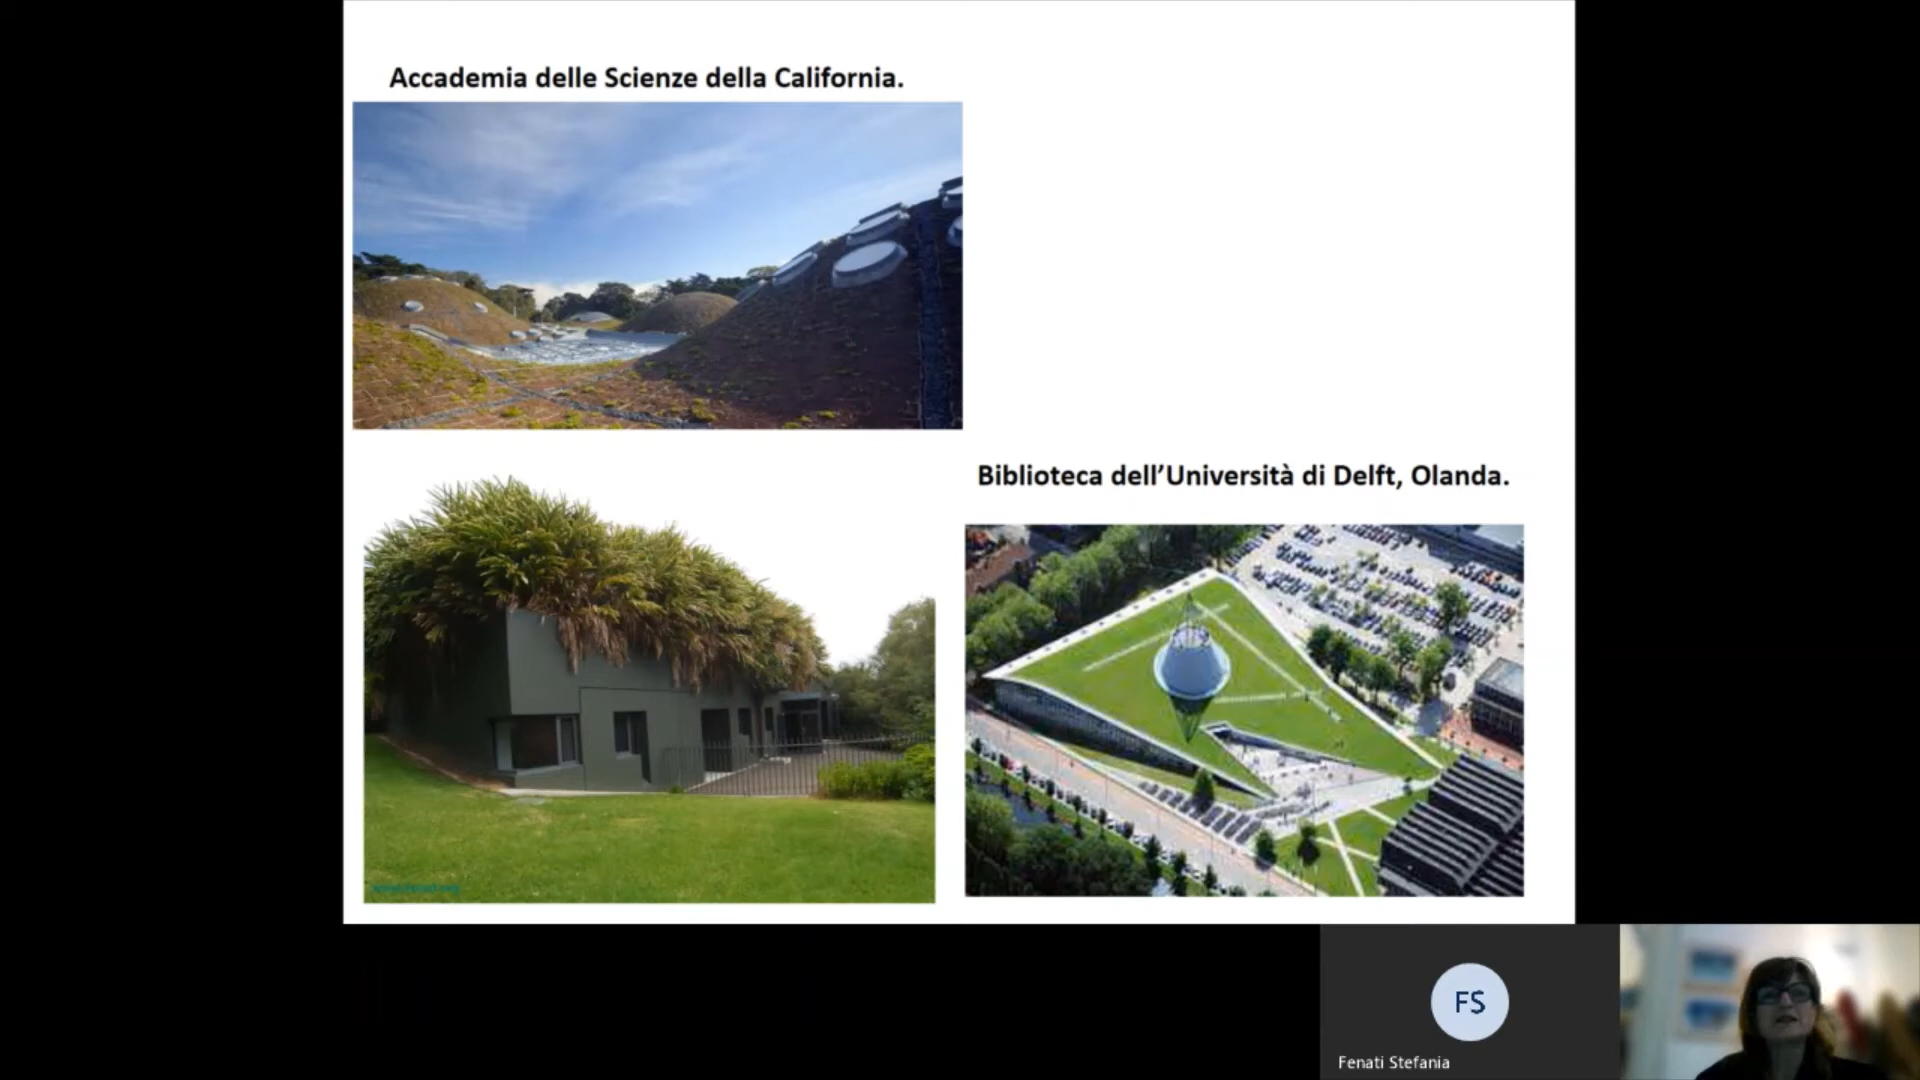 Accademia delle Scienze della California.
Biblioteca dell'Università di Delft, Olanda.
FS
Fenati Stefania